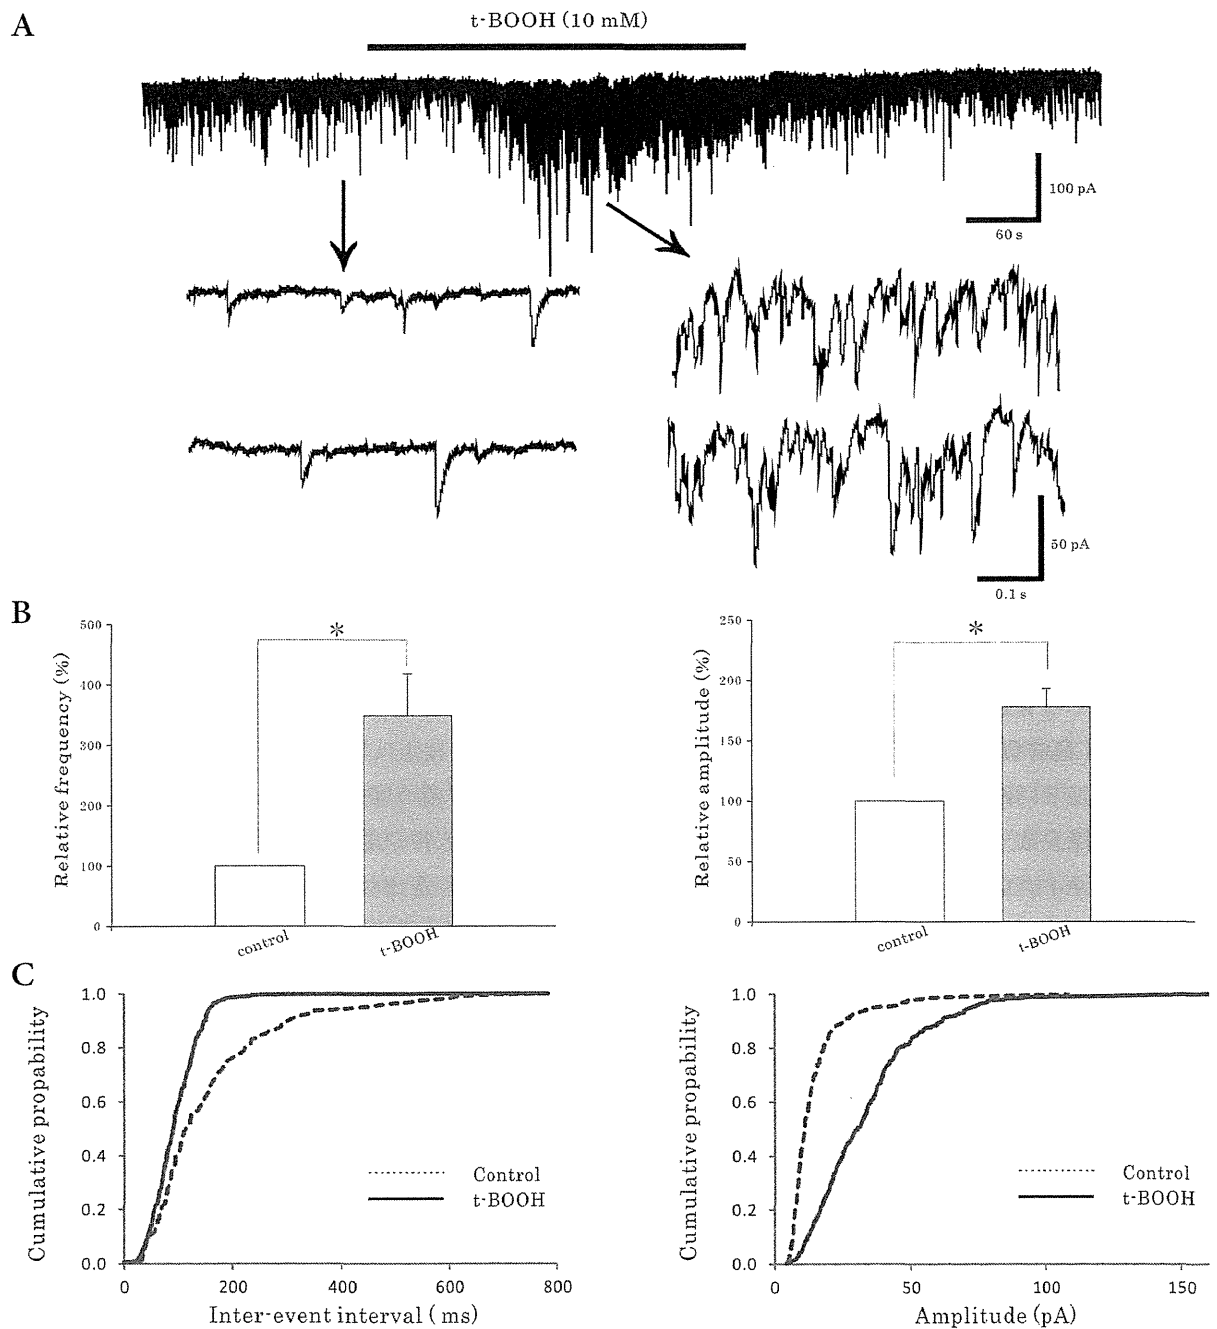 A
t-BOOH (10 mM)
100 pA
60 s
50 pA
0.1 s
B
Relative frequency (%)
500
400
300
200
100
0
*
control
t-BOOH
Relative amplitude (%)
250
200
150
100
50
0
*
control
t-BOOH
C
Cumulative propability
1.0
0.8
0.6
0.4
0.2
0.0
Control
t-BOOH
0 200 400 600 800
Inter-event interval ( ms)
Cumulative propability
1.0
0.8
0.6
0.4
0.2
0.0
Control
t-BOOH
0 50 100 150
Amplitude (pA)